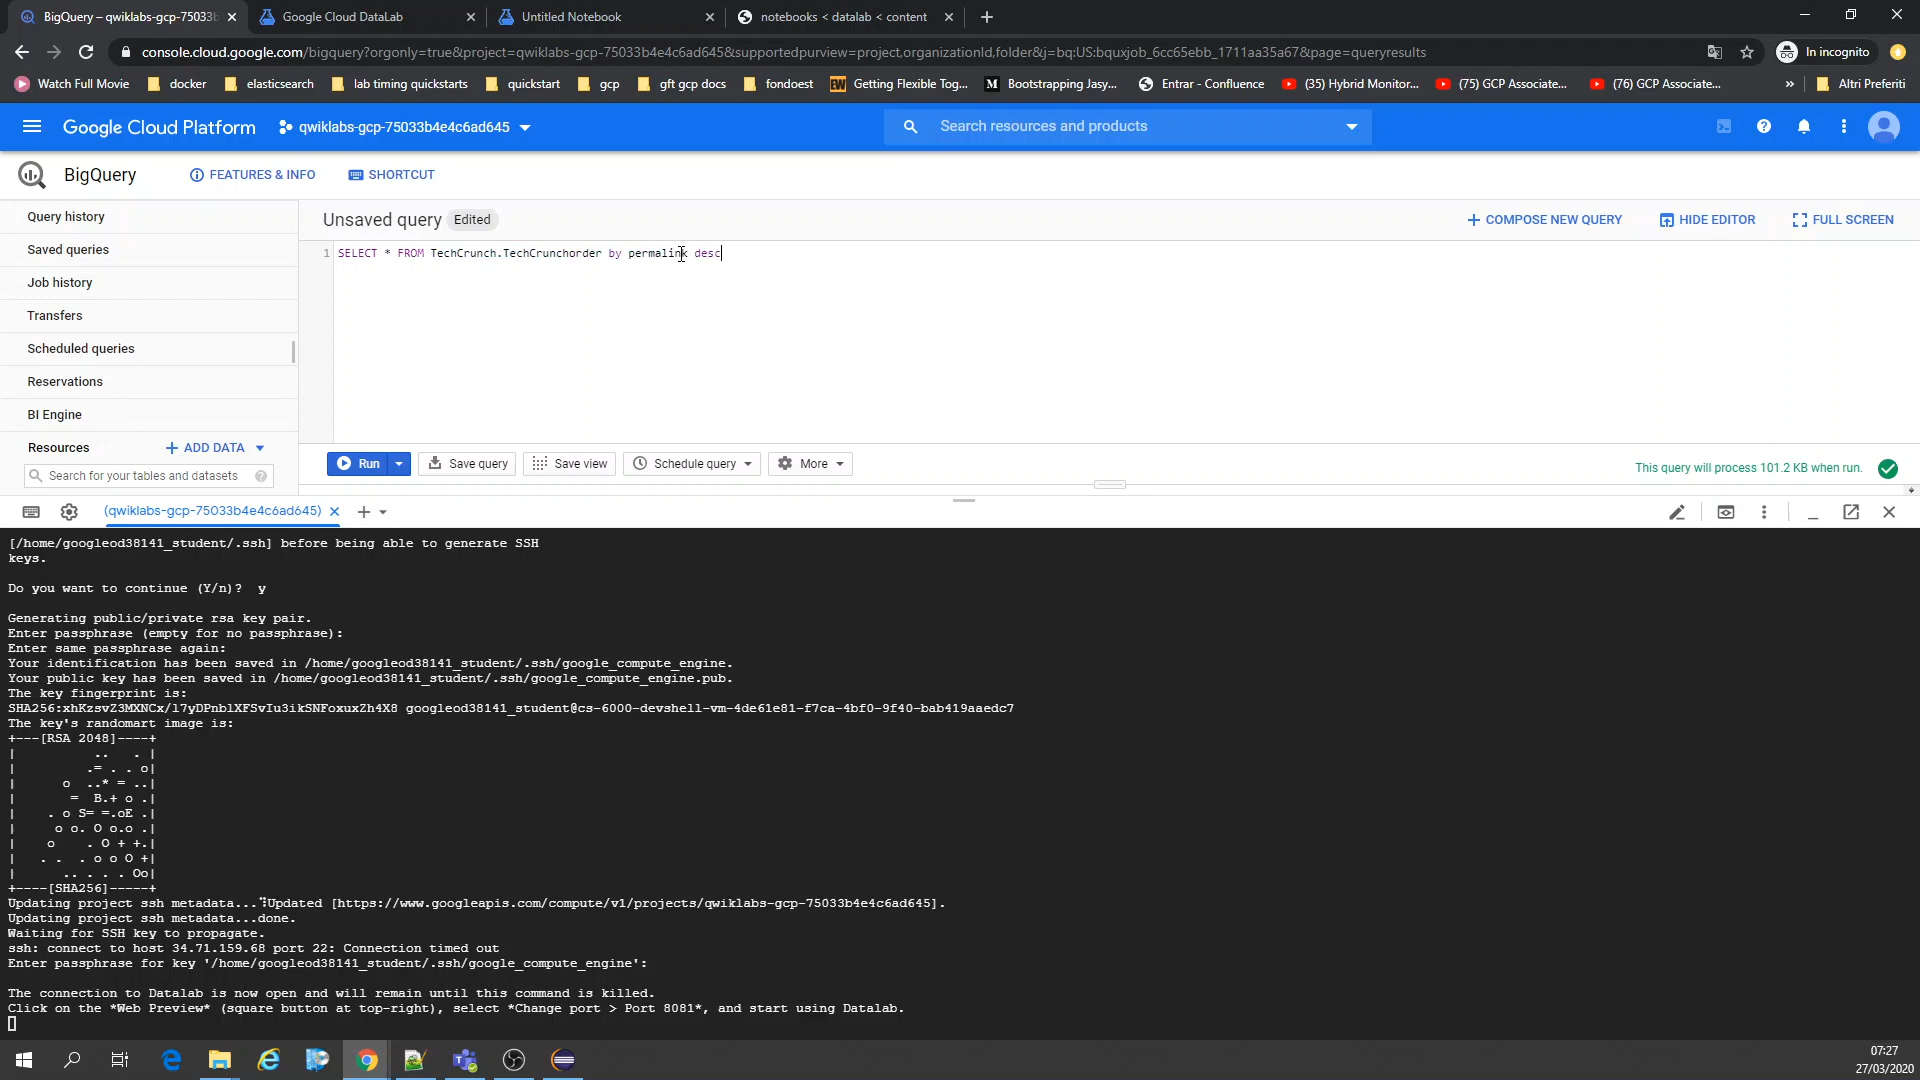 BigQuery – qwiklabs-gcp-75033b
Google Cloud DataLab
Untitled Notebook
notebooks < datalab < content
console.cloud.google.com/bigquery?orgonly=true&project=qwiklabs-gcp-75033b4e4c6ad645&supportedpurview=project,organizationId,folder&j=bq:US:bquxjob_6cc65ebb_1711aa35a67&page=queryresults
In incognito
Watch Full Movie
docker
elasticsearch
lab timing quickstarts
quickstart
gcp
gft gcp docs
fondoest
EW Getting Flexible Tog...
M Bootstrapping Jasy...
Entrar - Confluence
(35) Hybrid Monitor...
(75) GCP Associate...
(76) GCP Associate...
»
Altri Preferiti
Google Cloud Platform
qwiklabs-gcp-75033b4e4c6ad645
Search resources and products
BigQuery
FEATURES & INFO
SHORTCUT
Query history
Saved queries
Job history
Transfers
Scheduled queries
Reservations
BI Engine
Resources
+ ADD DATA
Search for your tables and datasets
Unsaved query
Edited
+ COMPOSE NEW QUERY
HIDE EDITOR
FULL SCREEN
1 SELECT * FROM TechCrunch.TechCrunchorder by permalink desc
Run
Save query
Save view
Schedule query
More
This query will process 101.2 KB when run.
(qwiklabs-gcp-75033b4e4c6ad645)
[/home/googleod38141_student/.ssh] before being able to generate SSH
keys.
Do you want to continue (Y/n)?  y
Generating public/private rsa key pair.
Enter passphrase (empty for no passphrase):
Enter same passphrase again:
Your identification has been saved in /home/googleod38141_student/.ssh/google_compute_engine.
Your public key has been saved in /home/googleod38141_student/.ssh/google_compute_engine.pub.
The key fingerprint is:
SHA256:xhKzsvZ3MXNCx/l7yDPnblXFSvIu3ikSNFoxuxZh4X8 googleod38141_student@cs-6000-devshell-vm-4de61e81-f7ca-4bf0-9f40-bab419aaedc7
The key's randomart image is:
+---[RSA 2048]----+
|          ..   . |
|         .= . . o|
|      o  ..* = ..|
|       =  B.+ o .|
|    . o S= =.oE .|
|     o o. O o.o .|
|    o    . O + +.|
|   . .  . o o O +|
|      .. . . . Oo|
+----[SHA256]-----+
Updating project ssh metadata...⠹Updated [https://www.googleapis.com/compute/v1/projects/qwiklabs-gcp-75033b4e4c6ad645].
Updating project ssh metadata...done.
Waiting for SSH key to propagate.
ssh: connect to host 34.71.159.68 port 22: Connection timed out
Enter passphrase for key '/home/googleod38141_student/.ssh/google_compute_engine':
The connection to Datalab is now open and will remain until this command is killed.
Click on the *Web Preview* (square button at top-right), select *Change port > Port 8081*, and start using Datalab.
07:27
27/03/2020